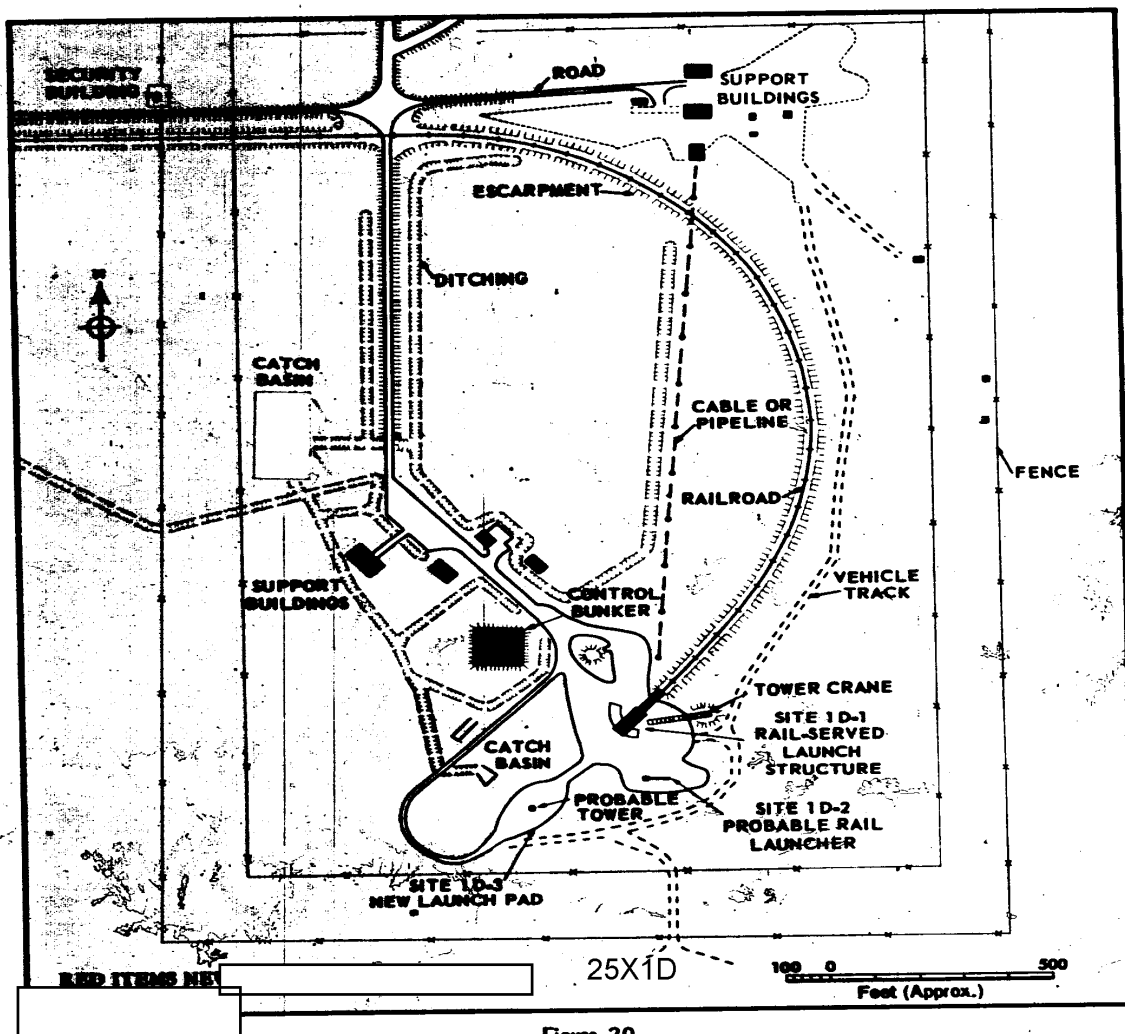 SECURITY
BUILDING
ROAD
SUPPORT
BUILDINGS
ESCARPMENT
DITCHING
N
CATCH
BASIN
CABLE OR
PIPELINE
FENCE
RAILROAD
VEHICLE
TRACK
SUPPORT
BUILDINGS
CONTROL
BUNKER
TOWER CRANE
SITE 1D-1
RAIL-SERVED
LAUNCH
STRUCTURE
CATCH
BASIN
PROBABLE
TOWER
SITE 1D-2
PROBABLE RAIL
LAUNCHER
SITE 1D-3
NEW LAUNCH PAD
RED ITEMS NEW
25X1D
100 0 500
Feet (Approx.)
Figure 20